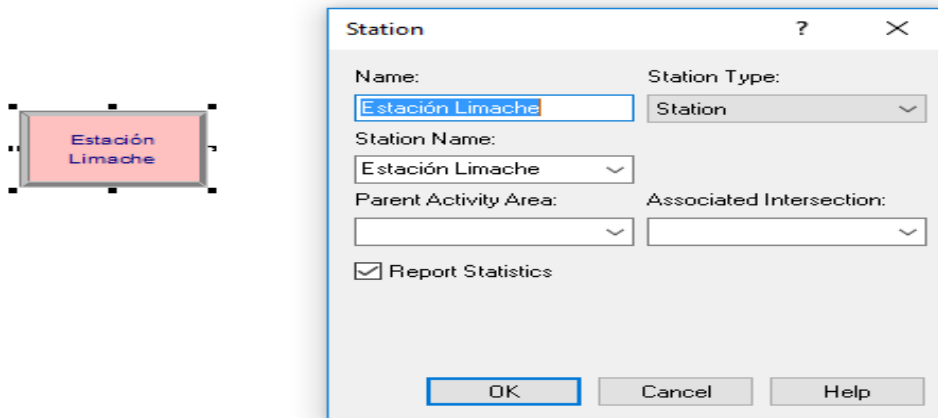 Estación
Limache
Station
? ×
Name:
Station Type:
Estación Limache
Station
Station Name:
Estación Limache
Parent Activity Area:
Associated Intersection:
Report Statistics
OK
Cancel
Help